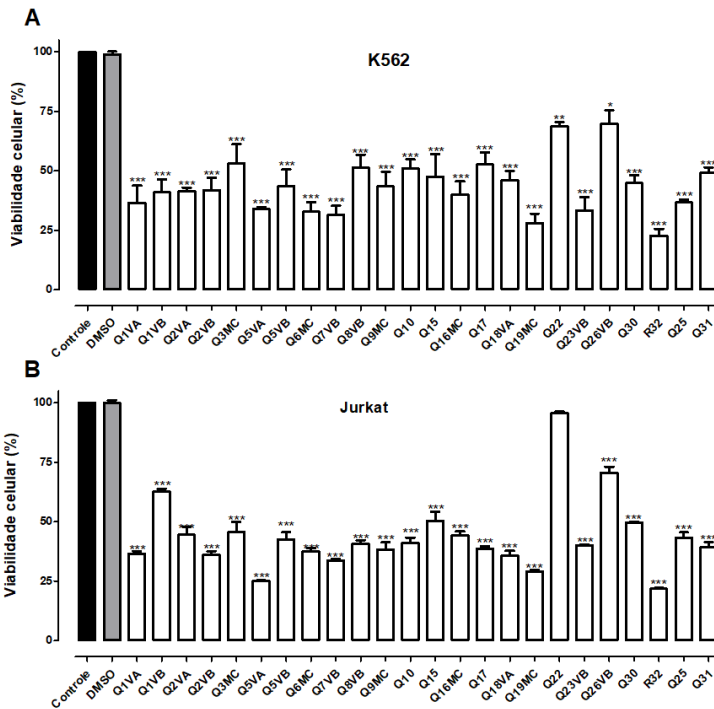 A
K562
Viabilidade celular (%)
100
75
50
25
0
*** *** *** *** *** *** *** *** *** *** *** *** *** *** *** *** *** ** *** * *** *** *** ***
Controle DMSO Q1VA Q1VB Q2VA Q2VB Q3MC Q5VA Q5VB Q6MC Q7VB Q8VB Q9MC Q10 Q15 Q16MC Q17 Q18VA Q19MC Q22 Q23VB Q26VB Q30 R32 Q25 Q31
B
Jurkat
Viabilidade celular (%)
100
75
50
25
0
*** *** *** *** *** *** *** *** *** *** *** *** *** *** *** *** *** *** *** *** *** *** ***
Controle DMSO Q1VA Q1VB Q2VA Q2VB Q3MC Q5VA Q5VB Q6MC Q7VB Q8VB Q9MC Q10 Q15 Q16MC Q17 Q18VA Q19MC Q22 Q23VB Q26VB Q30 R32 Q25 Q31